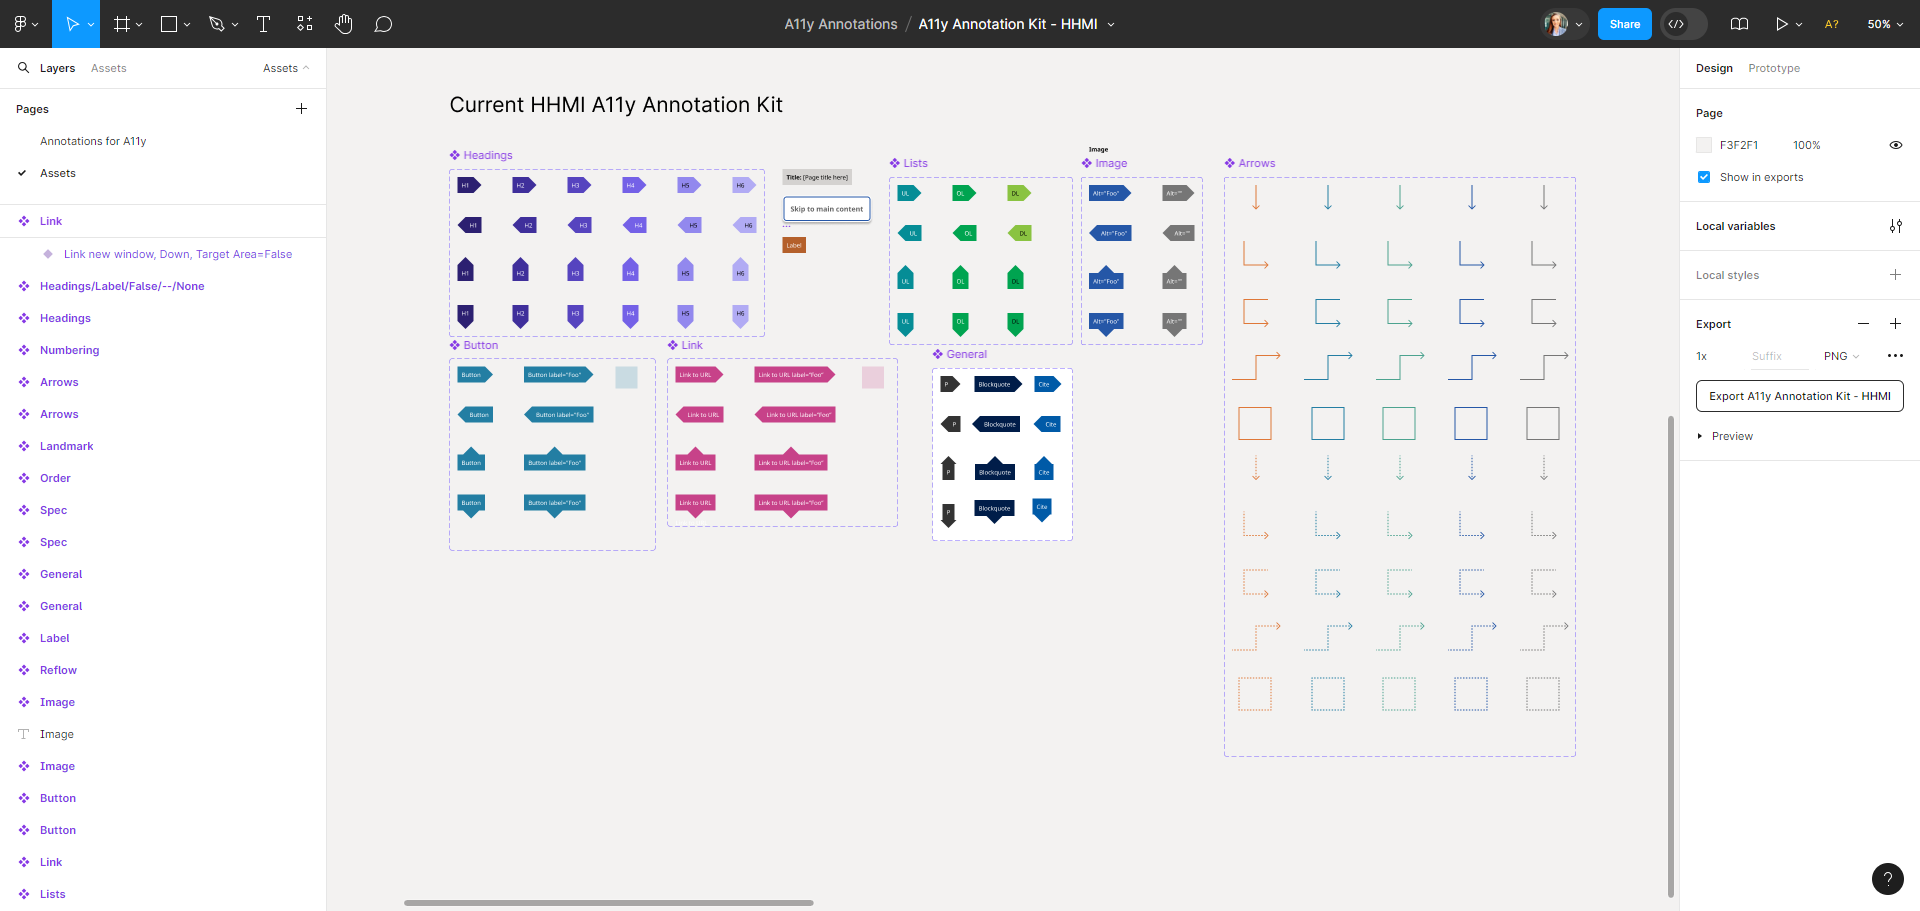 A11y Annotations / A11y Annotation Kit - HHMI
Share
A?
50%
Layers
Assets
Assets
Pages
Annotations for A11y
Assets
Link
Link new window, Down, Target Area=False
Headings/Label/False/--/None
Headings
Numbering
Arrows
Arrows
Landmark
Order
Spec
Spec
General
General
Label
Reflow
Image
Image
Image
Button
Button
Link
Lists
Current HHMI A11y Annotation Kit
Headings
H1 H2 H3 H4 H5 H6
H1 H2 H3 H4 H5 H6
H1 H2 H3 H4 H5 H6
H1 H2 H3 H4 H5 H6
Title: [Page title here]
Skip to main content
Label
Lists
UL OL DL
UL OL DL
UL OL DL
UL OL DL
Image
Image
Alt="Foo" Alt=""
Alt="Foo" Alt=""
Alt="Foo" Alt=""
Alt="Foo" Alt=""
Arrows
Button
Button Button label="Foo"
Button Button label="Foo"
Button Button label="Foo"
Button Button label="Foo"
Link
Link to URL Link to URL label="Foo"
Link to URL Link to URL label="Foo"
Link to URL Link to URL label="Foo"
Link to URL Link to URL label="Foo"
General
P Blockquote Cite
P Blockquote Cite
P Blockquote Cite
P Blockquote Cite
Design
Prototype
Page
F3F2F1 100%
Show in exports
Local variables
Local styles
Export
1x Suffix PNG
Export A11y Annotation Kit - HHMI
Preview
?